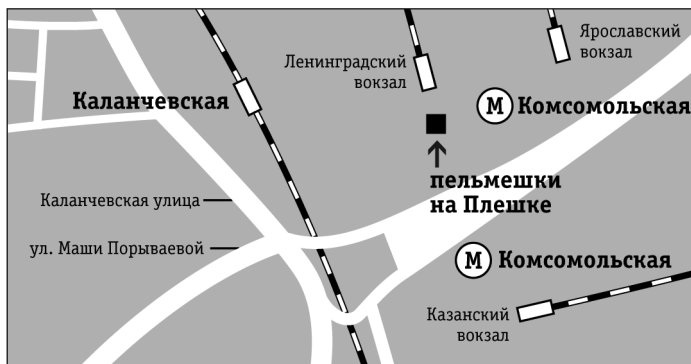 Ярославский
вокзал
Ленинградский
вокзал
Каланчевская
М Комсомольская
пельмешки
на Плешке
Каланчевская улица
ул. Маши Порываевой
М Комсомольская
Казанский
вокзал